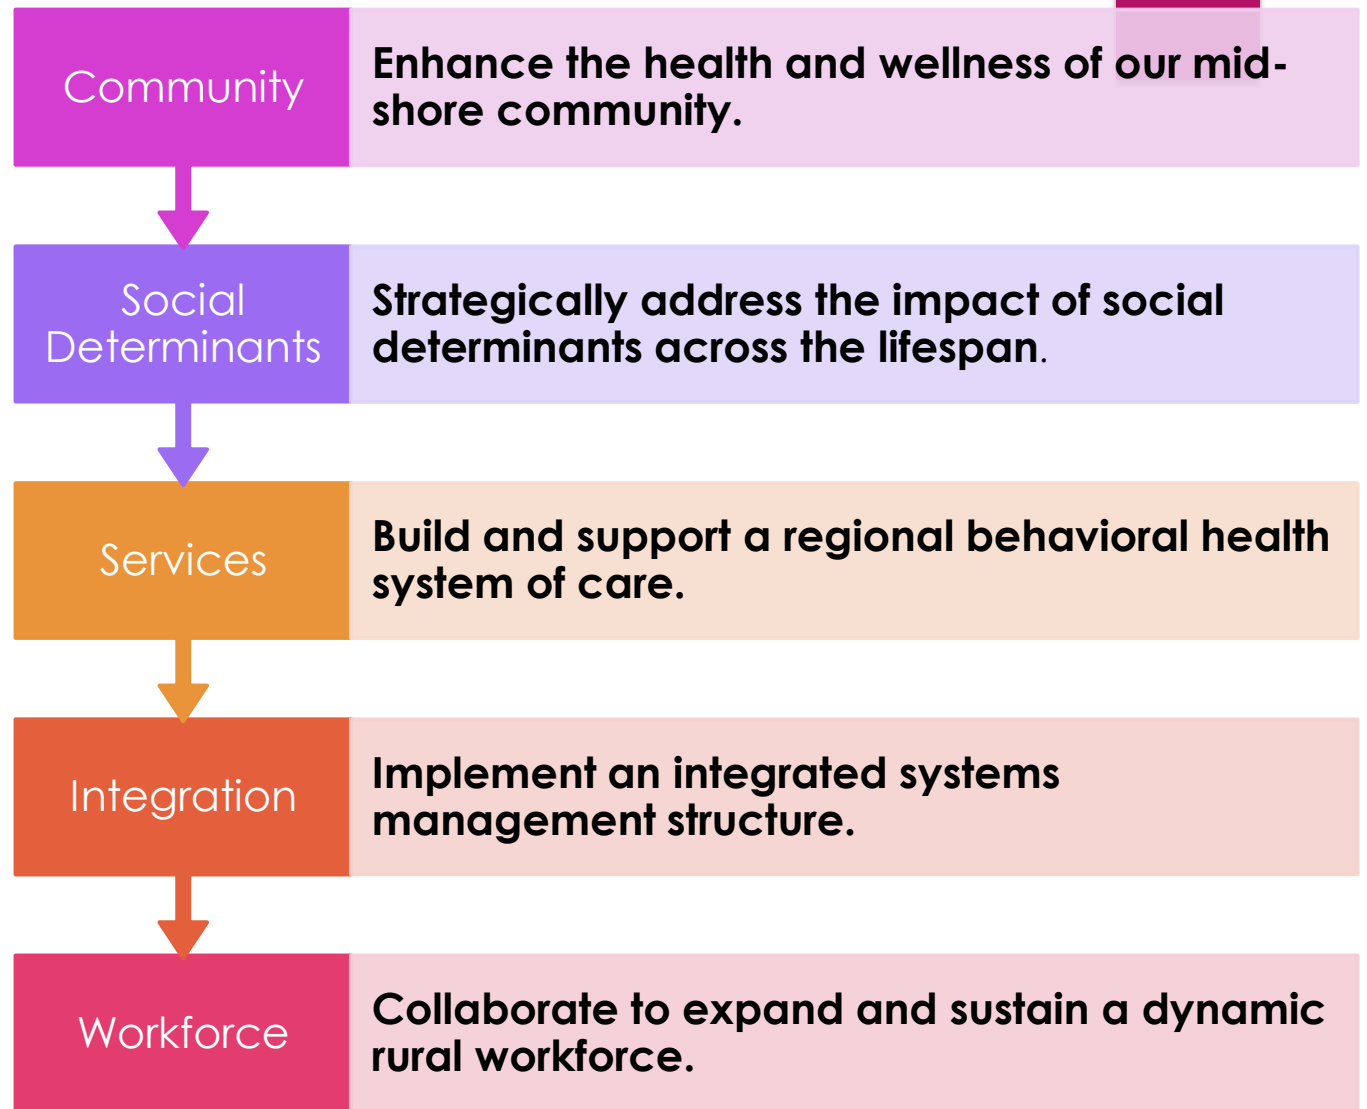 Community
Enhance the health and wellness of our mid-
shore community.
Social
Determinants
Strategically address the impact of social
determinants across the lifespan.
Services
Build and support a regional behavioral health
system of care.
Integration
Implement an integrated systems
management structure.
Workforce
Collaborate to expand and sustain a dynamic
rural workforce.